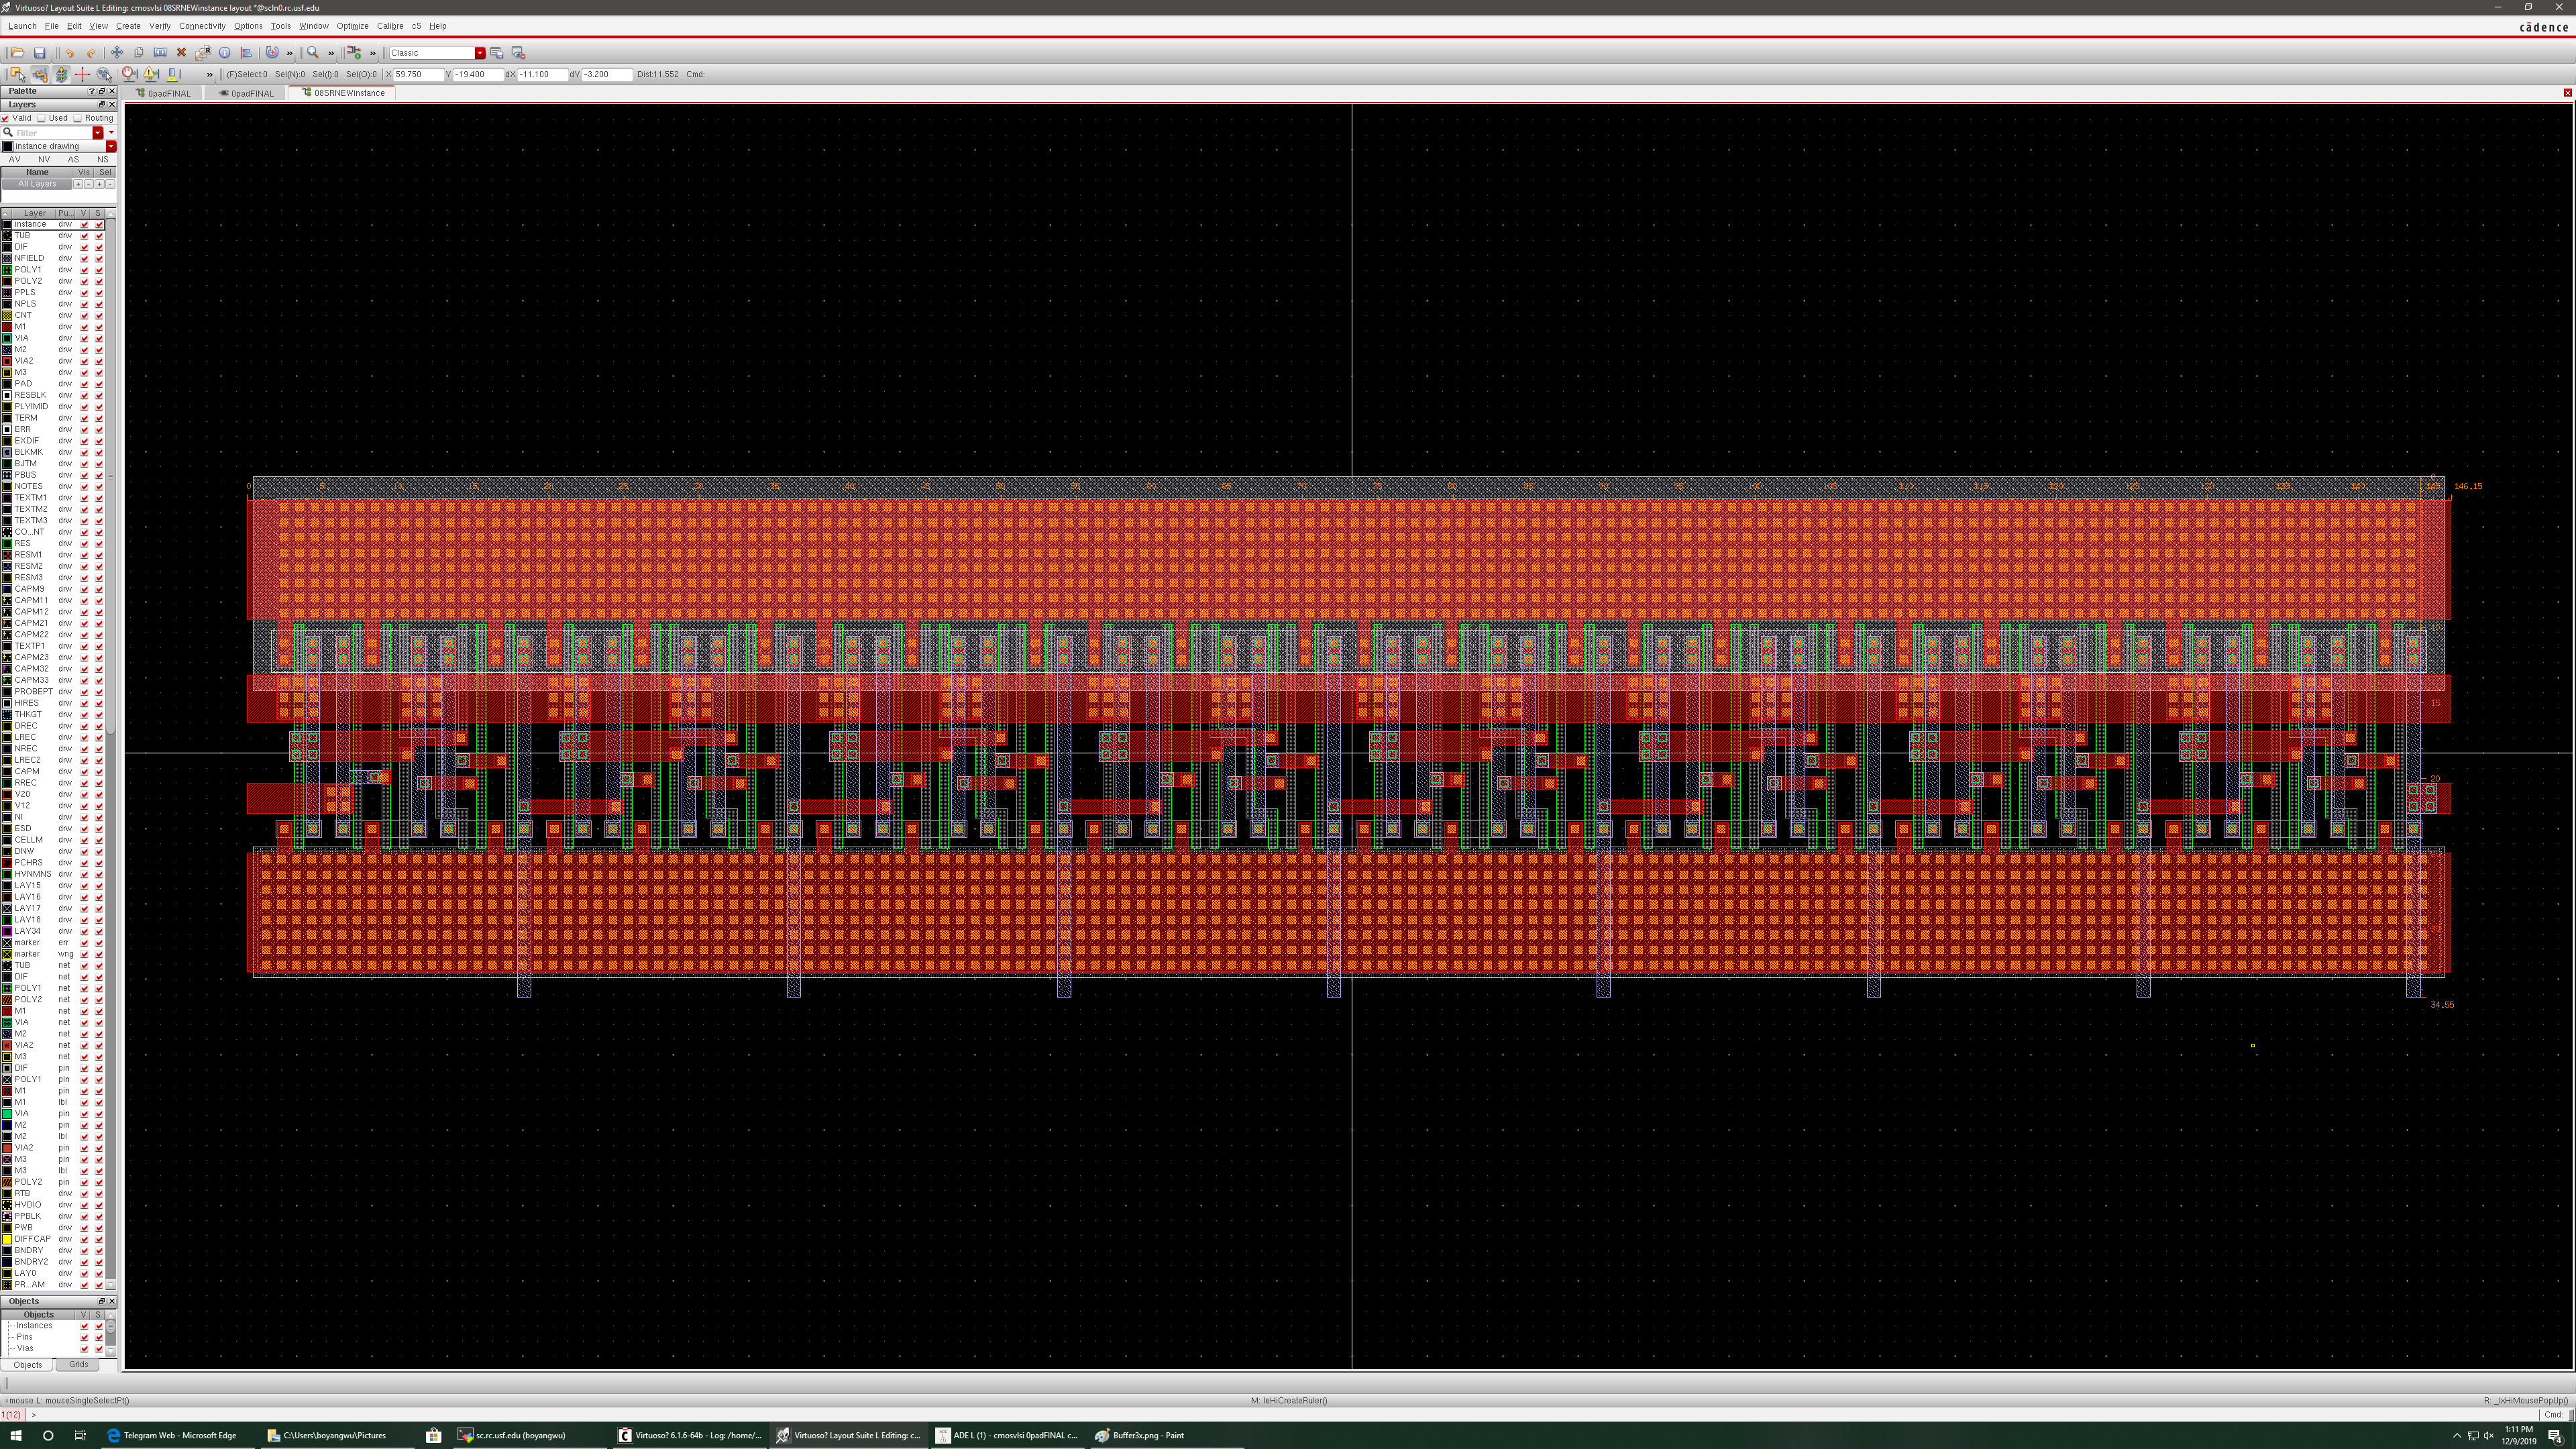 Virtuoso? Layout Suite L Editing: cmosvlsi 08SRNEWinstance layout *@scln0.rc.usf.edu
Launch File Edit View Create Verify Connectivity Options Tools Window Optimize Calibre c5 Help
cādence
Classic
(F)Select:0 Sel(N):0 Sel(I):0 Sel(O):0 X 59.750 Y -19.400 dX -11.100 dY -3.200 Dist:11.552 Cmd:
Palette
0padFINAL 0padFINAL 08SRNEWinstance
Layers
Valid Used Routing
Filter
instance drawing
AV NV AS NS
Name Vis Sel
All Layers
Layer Pu... V S
instance drw
TUB drw
DIF drw
NFIELD drw
POLY1 drw
POLY2 drw
PPLS drw
NPLS drw
CNT drw
M1 drw
VIA drw
M2 drw
VIA2 drw
M3 drw
PAD drw
RESBLK drw
PLYIMID drw
TERM drw
ERR drw
EXDIF drw
BLKMK drw
BJTM drw
PBUS drw
NOTES drw
TEXTM1 drw
TEXTM2 drw
TEXTM3 drw
CO...NT drw
RES drw
RESM1 drw
RESM2 drw
RESM3 drw
CAPM9 drw
CAPM11 drw
CAPM12 drw
CAPM21 drw
CAPM22 drw
TEXTP1 drw
CAPM23 drw
CAPM32 drw
CAPM33 drw
PROBEPT drw
HIRES drw
THKGT drw
DREC drw
LREC drw
NREC drw
LREC2 drw
CAPM drw
RREC drw
V20 drw
V12 drw
NI drw
ESD drw
CELLM drw
DNW drw
PCHRS drw
HVNMNS drw
LAY15 drw
LAY16 drw
LAY17 drw
LAY18 drw
LAY34 drw
marker err
marker wng
TUB net
DIF net
POLY1 net
POLY2 net
M1 net
VIA net
M2 net
VIA2 net
M3 net
DIF pin
POLY1 pin
M1 pin
M1 lbl
VIA pin
M2 pin
M2 lbl
VIA2 pin
M3 pin
M3 lbl
POLY2 pin
RTB drw
HVDIO drw
PPBLK drw
PWB drw
DIFFCAP drw
BNDRY drw
BNDRY2 drw
LAY0 drw
PR...AM drw
146.15
15
20
34.55
Objects
Objects V S
Instances
Pins
Vias
Objects Grids
mouse L: mouseSingleSelectPt() M: leHiCreateRuler() R: _lxHiMousePopUp()
1(12) > Cmd:
Telegram Web - Microsoft Edge C:\Users\boyangwu\Pictures sc.rc.usf.edu (boyangwu) Virtuoso? 6.1.6-64b - Log: /home/... Virtuoso? Layout Suite L Editing: c... ADE L (1) - cmosvlsi 0padFINAL c... Buffer3x.png - Paint
1:11 PM
12/9/2019